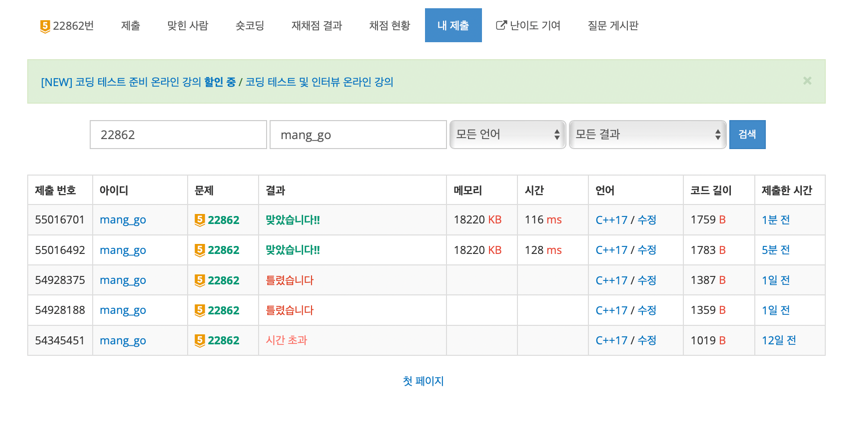 5 22862번 제출 맞힌 사람 숏코딩 재채점 결과 채점 현황 내 제출 난이도 기여 질문 게시판
[NEW] 코딩 테스트 준비 온라인 강의 할인 중 / 코딩 테스트 및 인터뷰 온라인 강의 ×
22862 mang_go 모든 언어 모든 결과 검색
제출 번호 아이디 문제 결과 메모리 시간 언어 코드 길이 제출한 시간
55016701 mang_go 5 22862 맞았습니다!! 18220 KB 116 ms C++17 / 수정 1759 B 1분 전
55016492 mang_go 5 22862 맞았습니다!! 18220 KB 128 ms C++17 / 수정 1783 B 5분 전
54928375 mang_go 5 22862 틀렸습니다 C++17 / 수정 1387 B 1일 전
54928188 mang_go 5 22862 틀렸습니다 C++17 / 수정 1359 B 1일 전
54345451 mang_go 5 22862 시간 초과 C++17 / 수정 1019 B 12일 전
첫 페이지